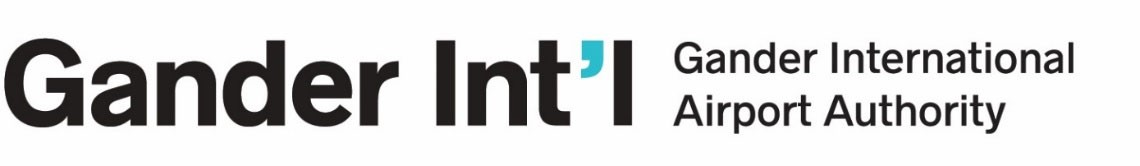 Gander Int’l
Gander International
Airport Authority